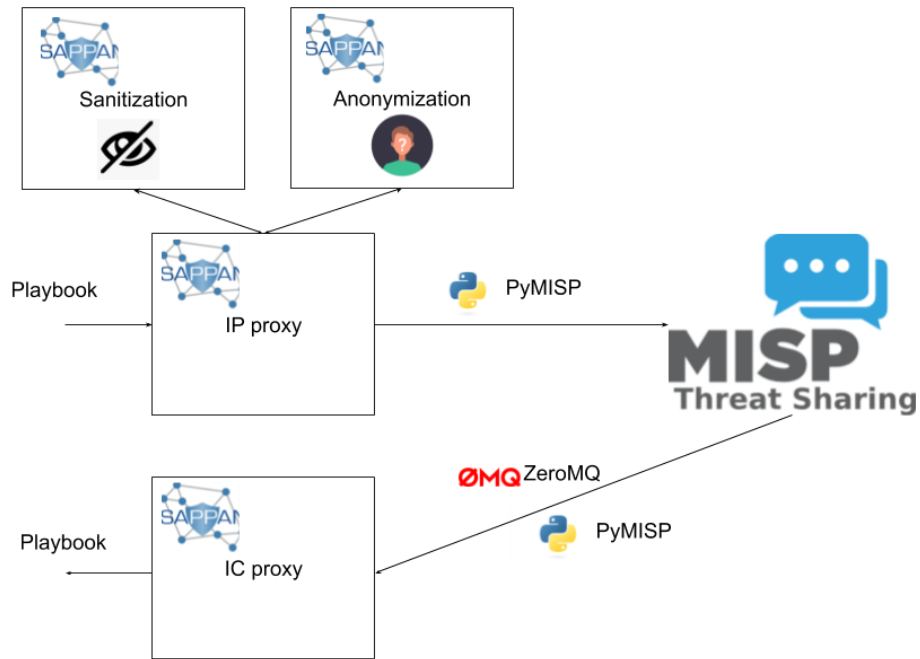 SAPPAN
Sanitization
SAPPAN
Anonymization
?
Playbook
SAPPAN
IP proxy
PyMISP
MISP
Threat Sharing
ØMQ ZeroMQ
PyMISP
Playbook
SAPPAN
IC proxy